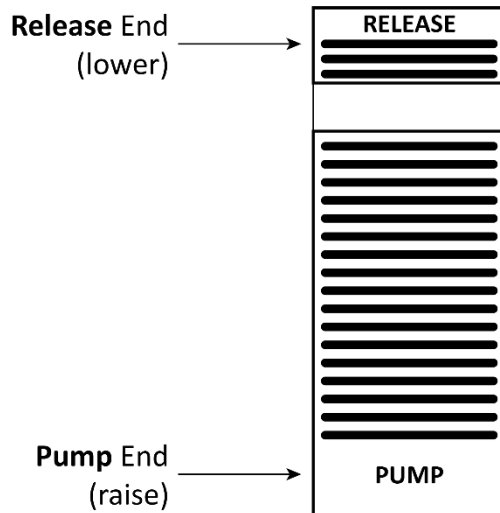 Release End
(lower)
RELEASE
Pump End
(raise)
PUMP